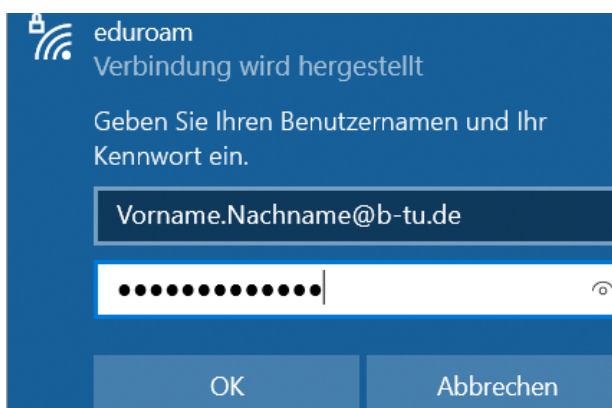 eduroam
Verbindung wird hergestellt
Geben Sie Ihren Benutzernamen und Ihr
Kennwort ein.
Vorname.Nachname@b-tu.de
●●●●●●●●●●●●●
OK
Abbrechen